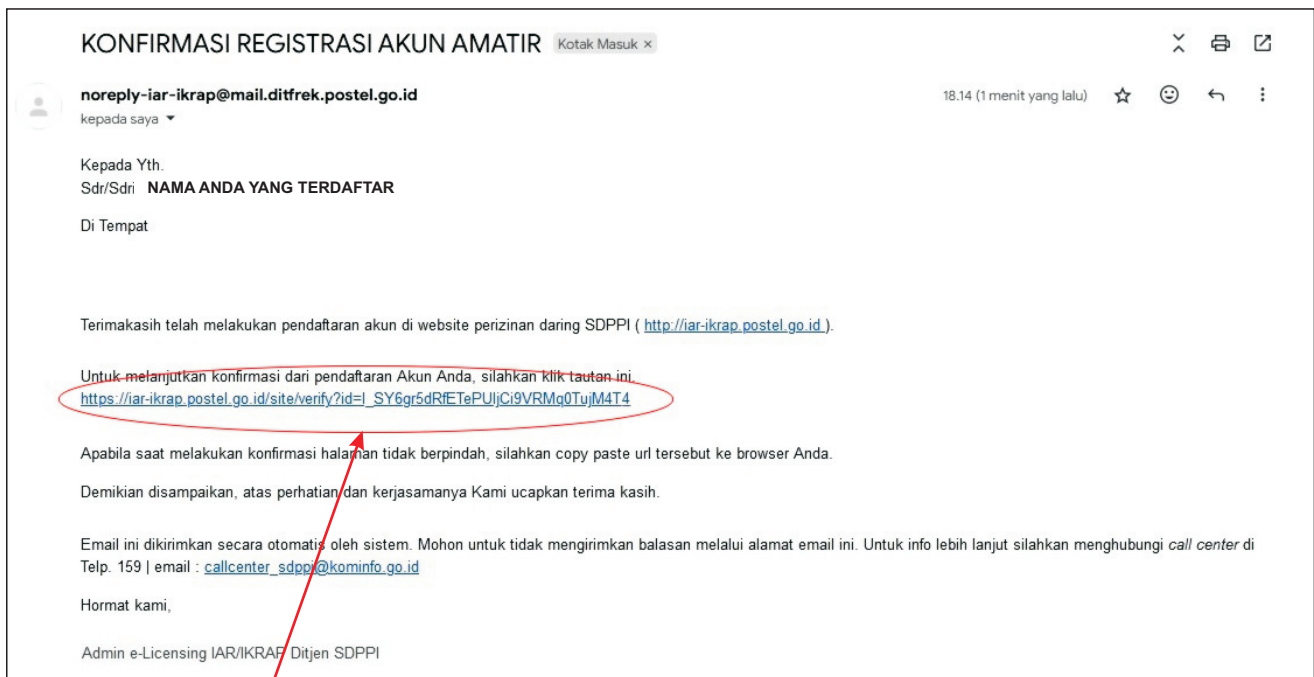 KONFIRMASI REGISTRASI AKUN AMATIR Kotak Masuk ×
noreply-iar-ikrap@mail.ditfrek.postel.go.id 18.14 (1 menit yang lalu)
kepada saya
Kepada Yth.
Sdr/Sdri NAMA ANDA YANG TERDAFTAR
Di Tempat
Terimakasih telah melakukan pendaftaran akun di website perizinan daring SDPPI ( http://iar-ikrap.postel.go.id ).
Untuk melanjutkan konfirmasi dari pendaftaran Akun Anda, silahkan klik tautan ini.
https://iar-ikrap.postel.go.id/site/verify?id=I_SY6gr5dRfETePUIjCi9VRMq0TujM4T4
Apabila saat melakukan konfirmasi halaman tidak berpindah, silahkan copy paste url tersebut ke browser Anda.
Demikian disampaikan, atas perhatian dan kerjasamanya Kami ucapkan terima kasih.
Email ini dikirimkan secara otomatis oleh sistem. Mohon untuk tidak mengirimkan balasan melalui alamat email ini. Untuk info lebih lanjut silahkan menghubungi call center di
Telp. 159 | email : callcenter_sdppi@kominfo.go.id
Hormat kami,
Admin e-Licensing IAR/IKRAP Ditjen SDPPI